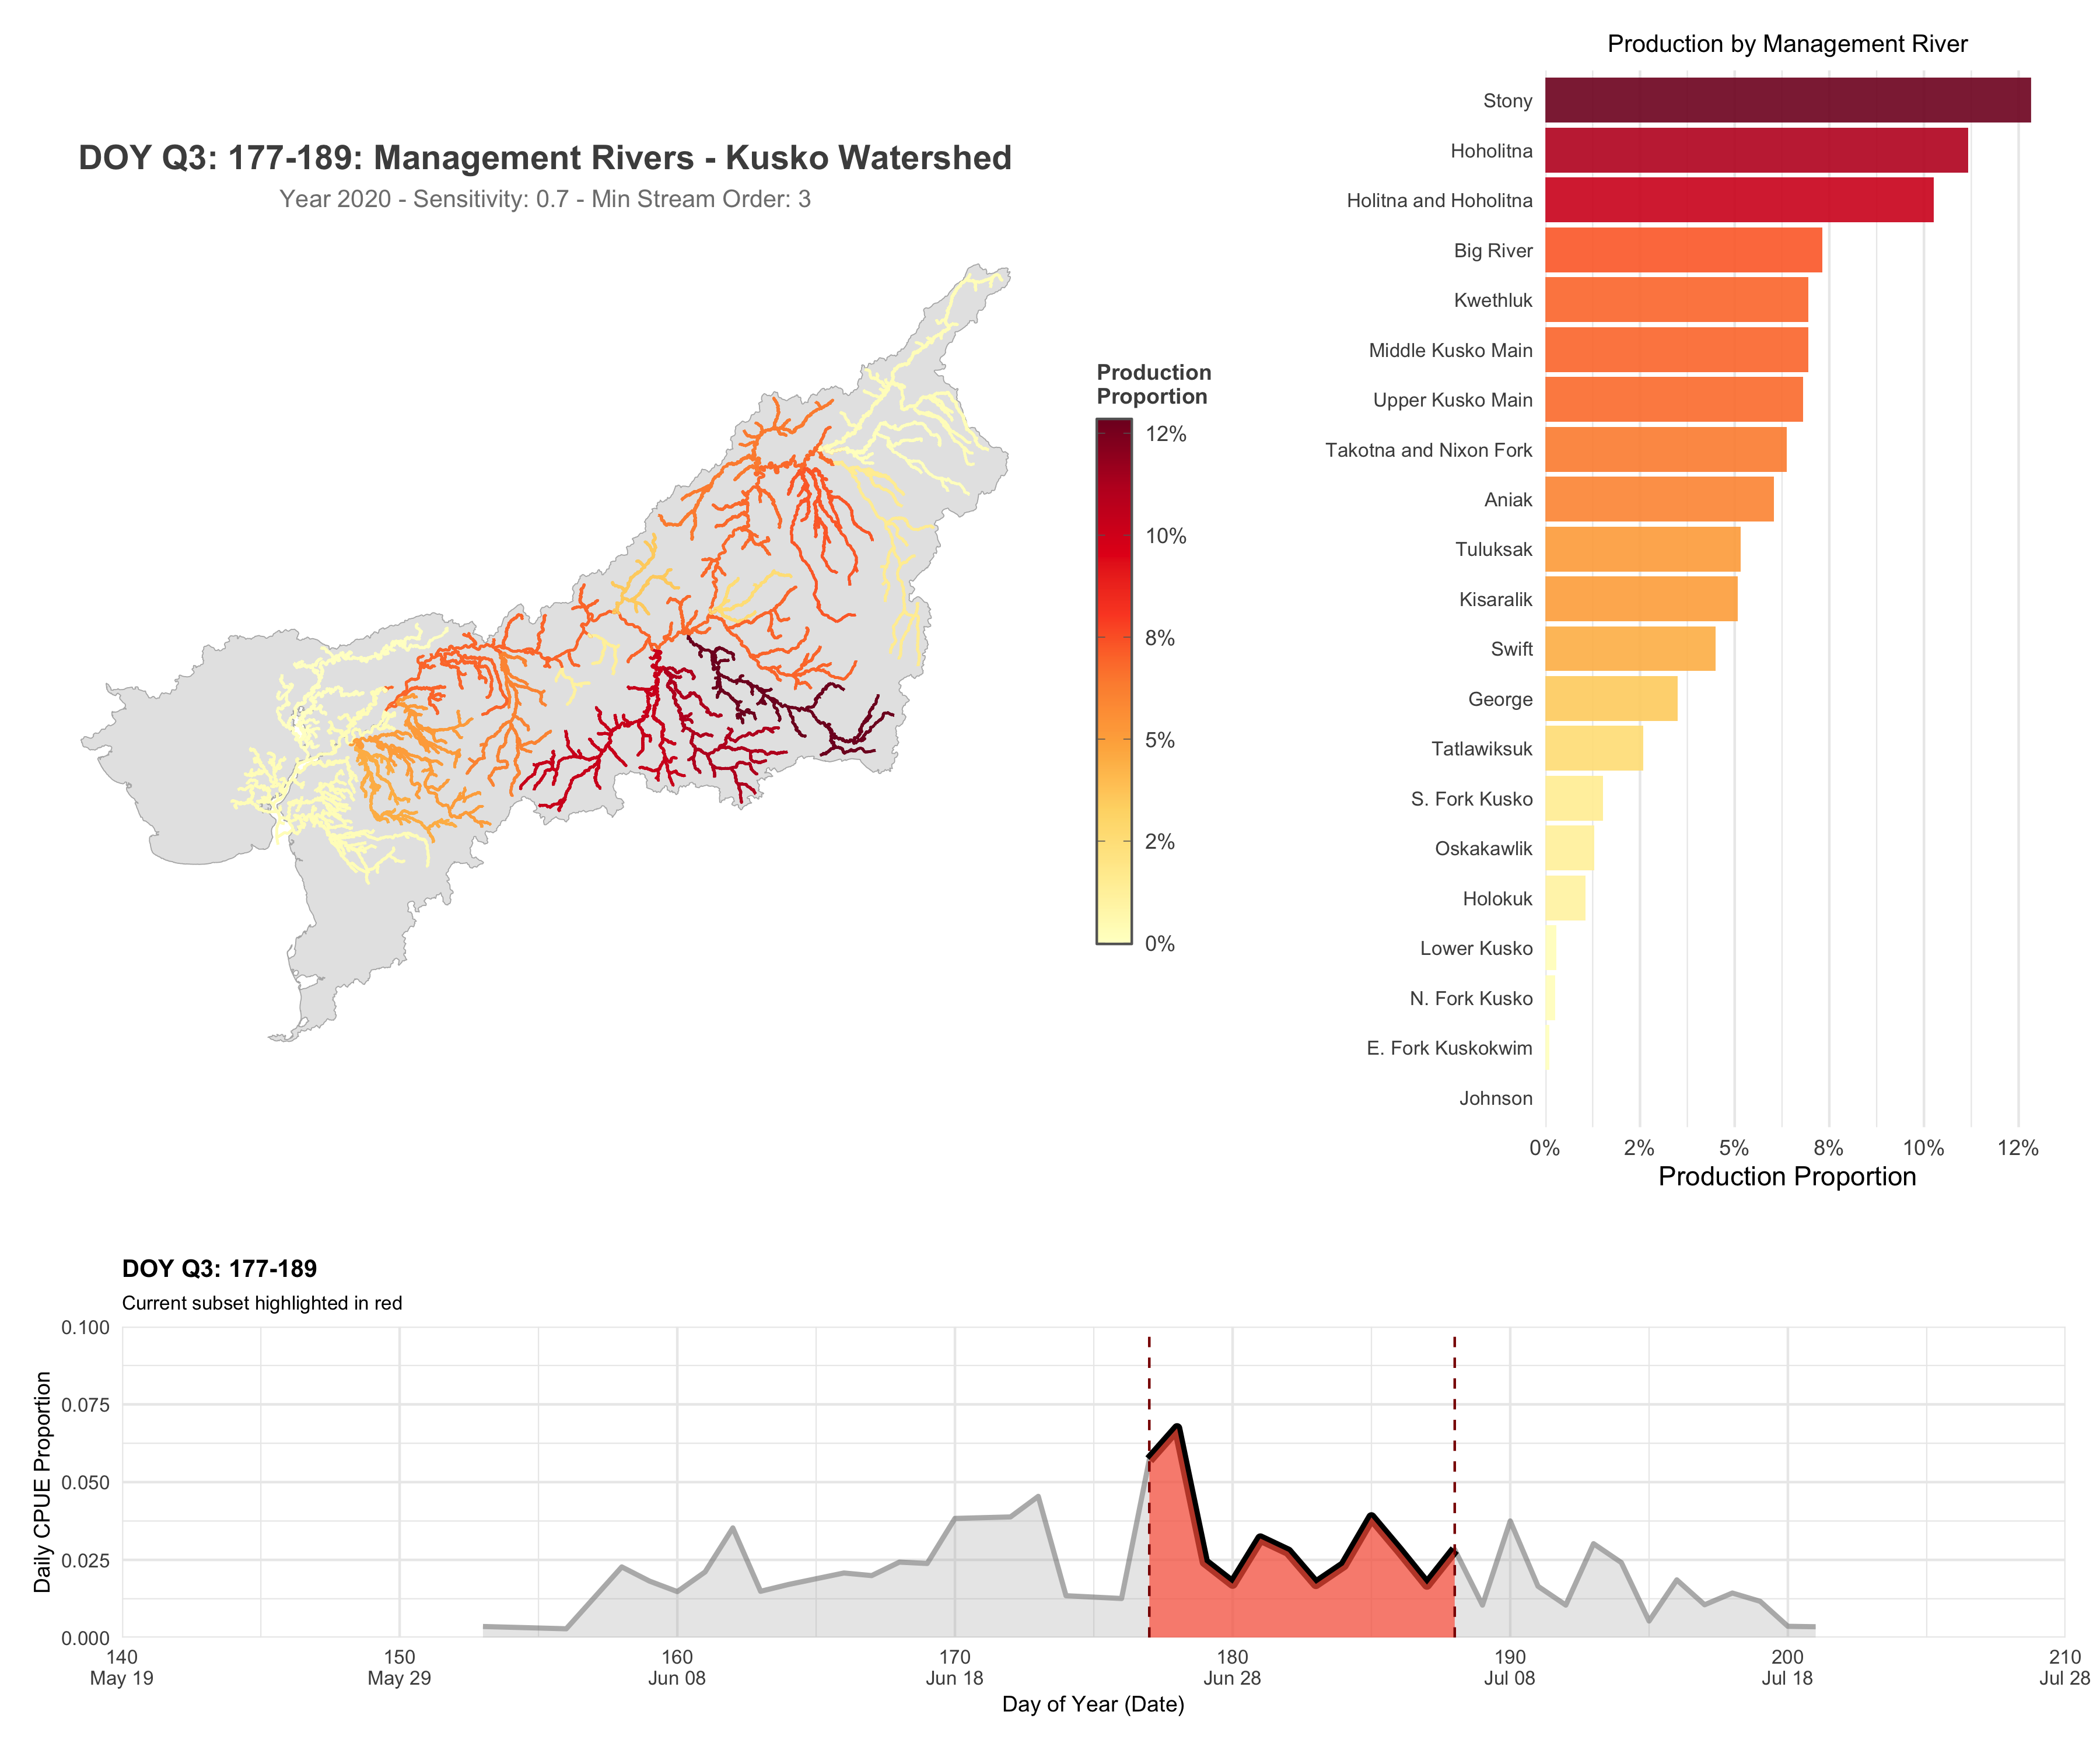 Production by Management River
DOY Q3: 177-189: Management Rivers - Kusko Watershed
Year 2020 - Sensitivity: 0.7 - Min Stream Order: 3
Production
Proportion
12%
10%
8%
5%
2%
0%
Stony
Hoholitna
Holitna and Hoholitna
Big River
Kwethluk
Middle Kusko Main
Upper Kusko Main
Takotna and Nixon Fork
Aniak
Tuluksak
Kisaralik
Swift
George
Tatlawiksuk
S. Fork Kusko
Oskakawlik
Holokuk
Lower Kusko
N. Fork Kusko
E. Fork Kuskokwim
Johnson
0% 2% 5% 8% 10% 12%
Production Proportion
DOY Q3: 177-189
Current subset highlighted in red
Daily CPUE Proportion
0.100
0.075
0.050
0.025
0.000
140 150 160 170 180 190 200 210
May 19 May 29 Jun 08 Jun 18 Jun 28 Jul 08 Jul 18 Jul 28
Day of Year (Date)